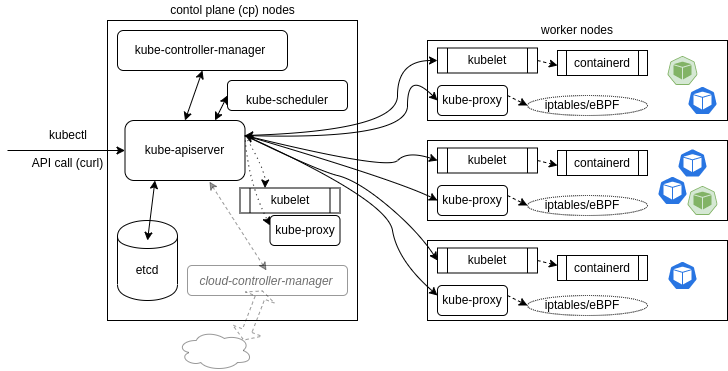 contol plane (cp) nodes
kube-controller-manager
kube-scheduler
kubectl
API call (curl)
kube-apiserver
kubelet
kube-proxy
etcd
cloud-controller-manager
worker nodes
kubelet
containerd
kube-proxy
iptables/eBPF
kubelet
containerd
kube-proxy
iptables/eBPF
kubelet
containerd
kube-proxy
iptables/eBPF